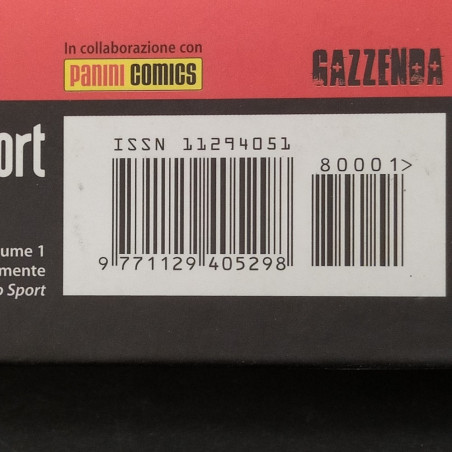 In collaborazione con
PANINI COMICS
GAZZENDA
ort
ISSN 11294051
80001>
9 771129 405298
ume 1
mente
o Sport